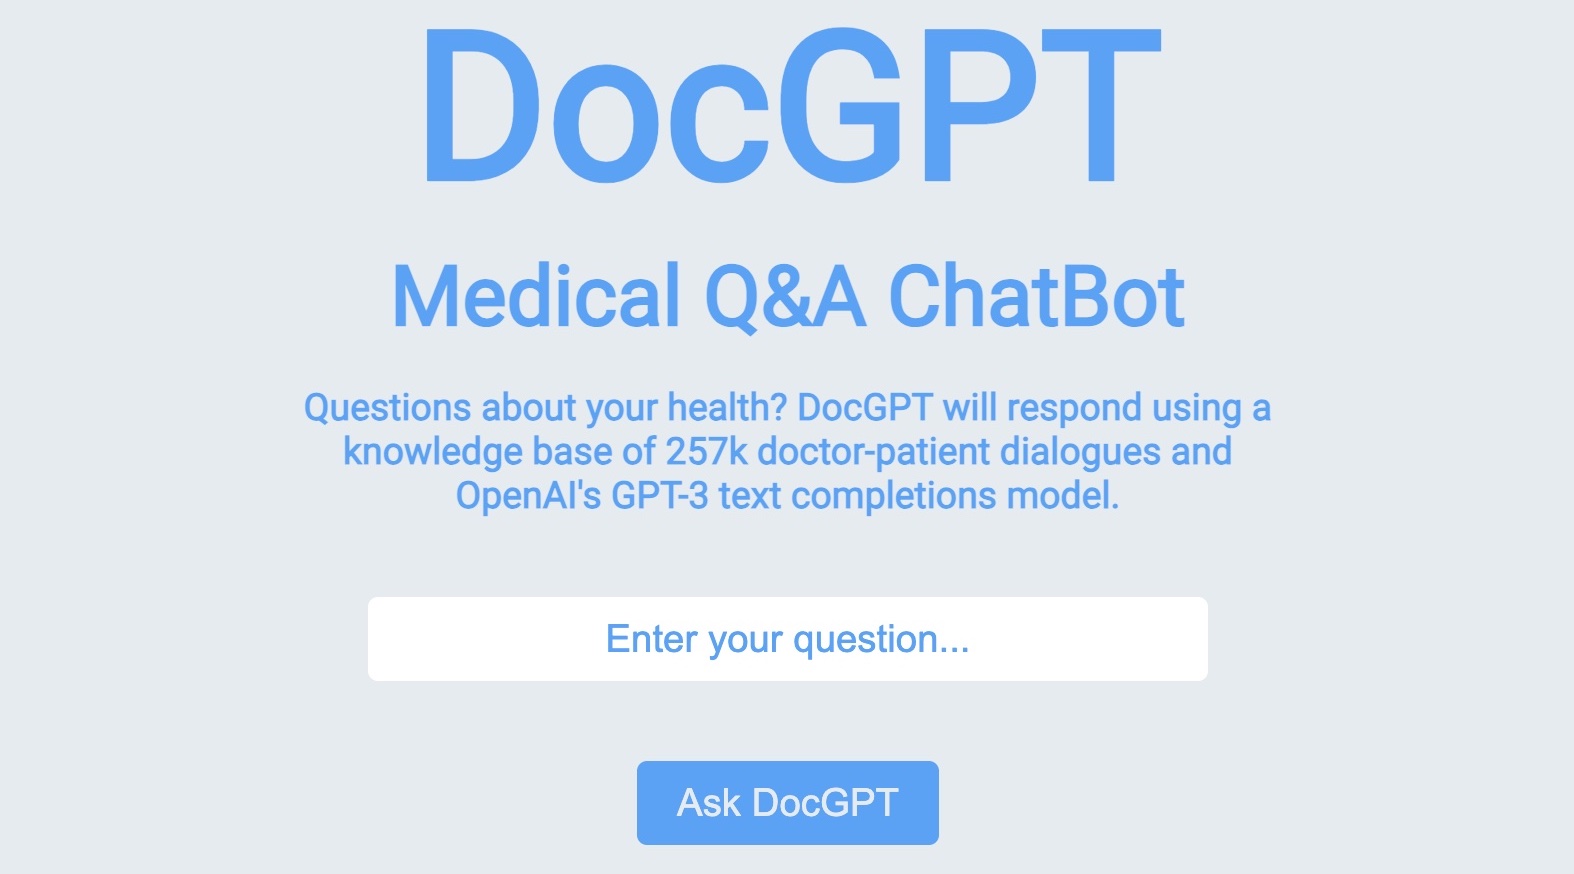 DocGPT
Medical Q&A ChatBot
Questions about your health? DocGPT will respond using a
knowledge base of 257k doctor-patient dialogues and
OpenAI's GPT-3 text completions model.
Enter your question...
Ask DocGPT